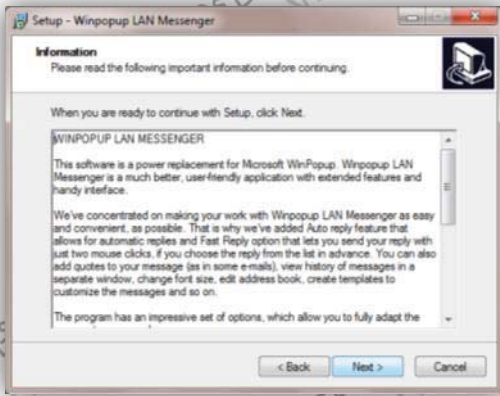 Setup - Winpopup LAN Messenger
Information
Please read the following important information before continuing.
When you are ready to continue with Setup, click Next.
WINPOPUP LAN MESSENGER
This software is a power replacement for Microsoft WinPopup. Winpopup LAN
Messenger is a much better, user-friendly application with extended features and
handy interface.
We've concentrated on making your work with Winpopup LAN Messenger as easy
and convenient, as possible. That is why we've added Auto reply feature that
allows for automatic replies and Fast Reply option that lets you send your reply with
just two mouse clicks, if you choose the reply from the list in advance. You can also
add quotes to your message (as in some e-mails), view history of messages in a
separate window, change font size, edit address book, create templates to
customize the messages and so on.
The program has an impressive set of options, which allow you to fully adapt the
< Back Next > Cancel